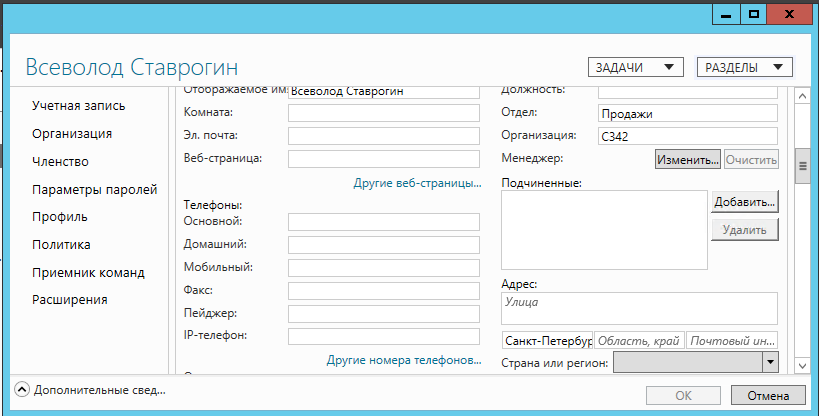 Всеволод Ставрогин
ЗАДАЧИ
РАЗДЕЛЫ
Учетная запись
Организация
Членство
Параметры паролей
Профиль
Политика
Приемник команд
Расширения
Отображаемое им: Всеволод Ставрогин
Комната:
Эл. почта:
Веб-страница:
Другие веб-страницы...
Телефоны:
Основной:
Домашний:
Мобильный:
Факс:
Пейджер:
IP-телефон:
Другие номера телефонов...
Должность:
Отдел: Продажи
Организация: С342
Менеджер: Изменить... Очистить
Подчиненные:
Добавить...
Удалить
Адрес:
Улица
Санкт-Петербур Область, край Почтовый ин...
Страна или регион:
Дополнительные свед...
ОК
Отмена